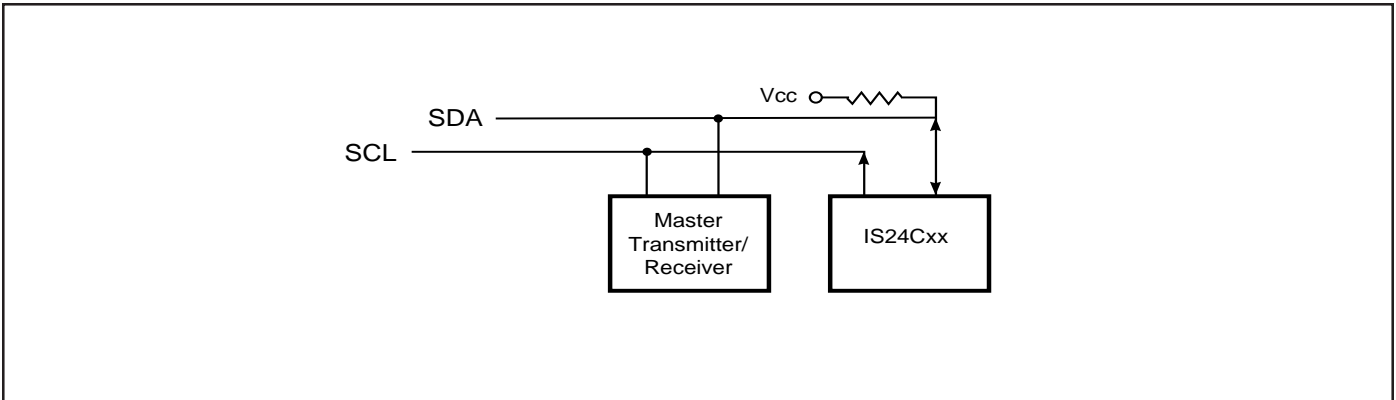 Vcc
SDA
SCL
Master
Transmitter/
Receiver
IS24Cxx